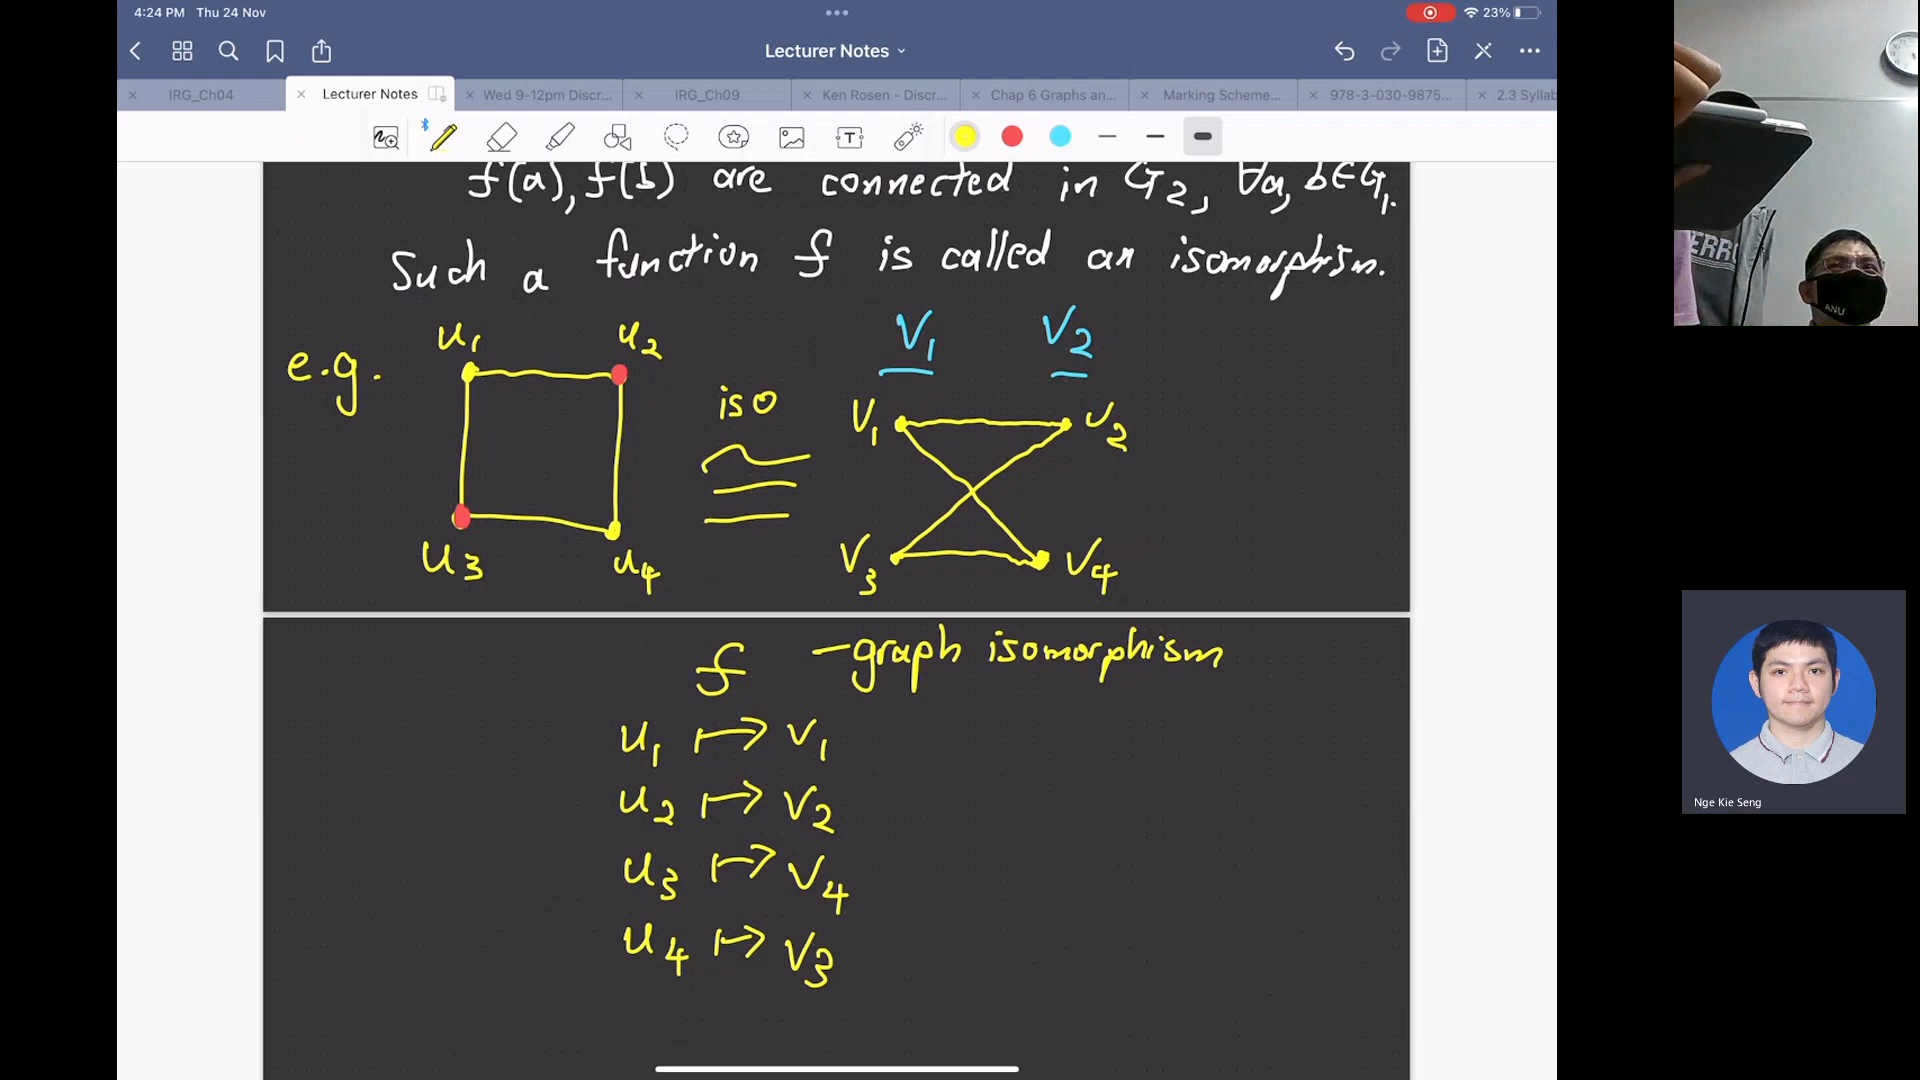 4:24 PM Thu 24 Nov
23%
Lecturer Notes
IRG_Ch04
Lecturer Notes
Wed 9-12pm Discr...
IRG_Ch09
Ken Rosen - Discr...
Chap 6 Graphs an...
Marking Scheme...
978-3-030-9875...
2.3 Syllab
f(a), f(b) are connected in G2, ∀a, b∈G1.
Such a function f is called an isomorphism.
e.g.
u1 u2
u3 u4
iso
≅
V1 V2
V1 V2
V3 V4
f - graph isomorphism
u1 ↦ V1
u2 ↦ V2
u3 ↦ V4
u4 ↦ V3
ANU
Nge Kie Seng